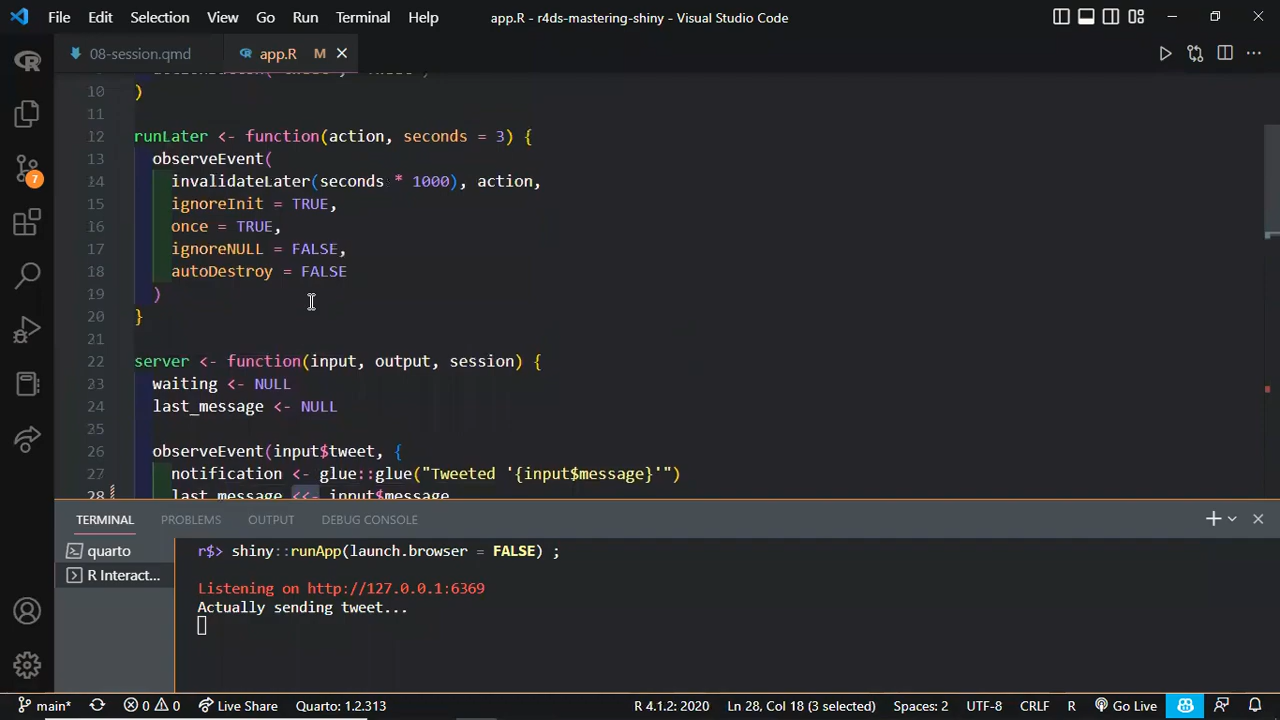 File Edit Selection View Go Run Terminal Help app.R - r4ds-mastering-shiny - Visual Studio Code
08-session.qmd app.R M
10 )
11
12 runLater <- function(action, seconds = 3) {
13 observeEvent(
14 invalidateLater(seconds * 1000), action,
15 ignoreInit = TRUE,
16 once = TRUE,
17 ignoreNULL = FALSE,
18 autoDestroy = FALSE
19 )
20 }
21
22 server <- function(input, output, session) {
23 waiting <- NULL
24 last_message <- NULL
25
26 observeEvent(input$tweet, {
27 notification <- glue::glue("Tweeted '{input$message}'")
28 last_message <<- input$message
7
TERMINAL PROBLEMS OUTPUT DEBUG CONSOLE
quarto
R Interact...
r$> shiny::runApp(launch.browser = FALSE) ;
Listening on http://127.0.0.1:6369
Actually sending tweet...
main* 0 0 Live Share Quarto: 1.2.313 R 4.1.2: 2020 Ln 28, Col 18 (3 selected) Spaces: 2 UTF-8 CRLF R Go Live